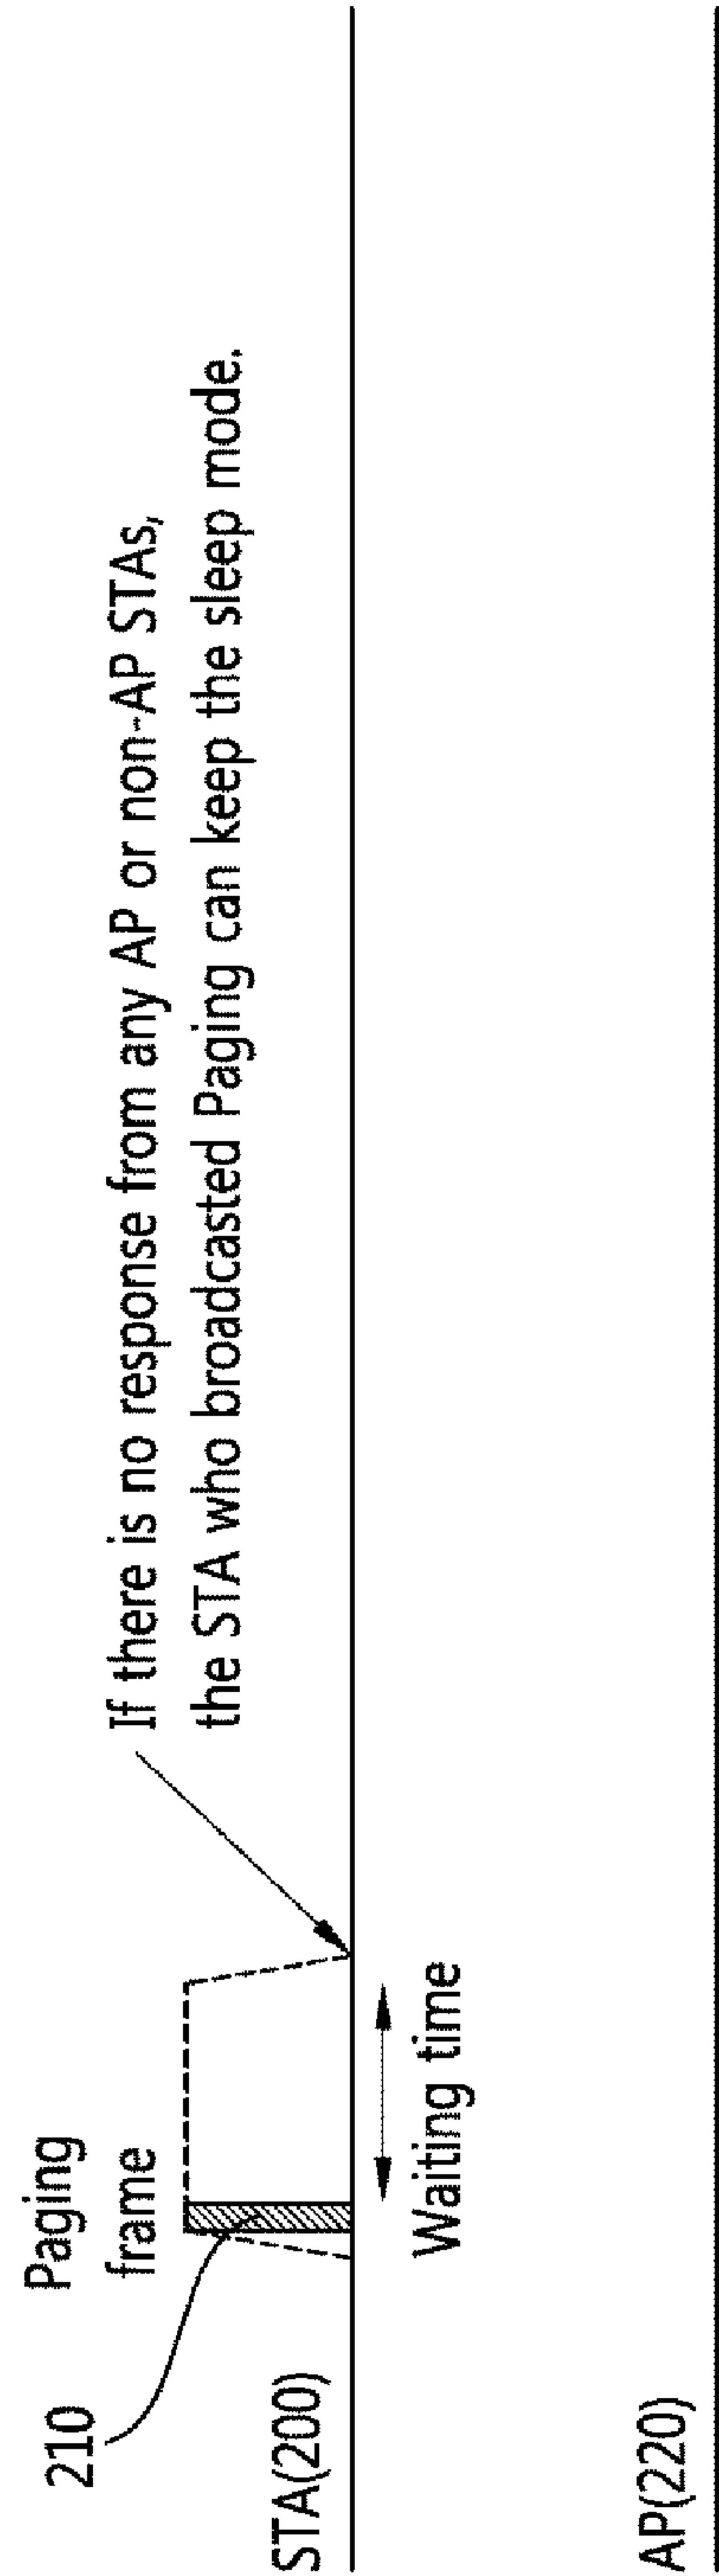 Paging
frame
210
If there is no response from any AP or non-AP STAs,
the STA who broadcasted Paging can keep the sleep mode.
STA(200)
Waiting time
AP(220)